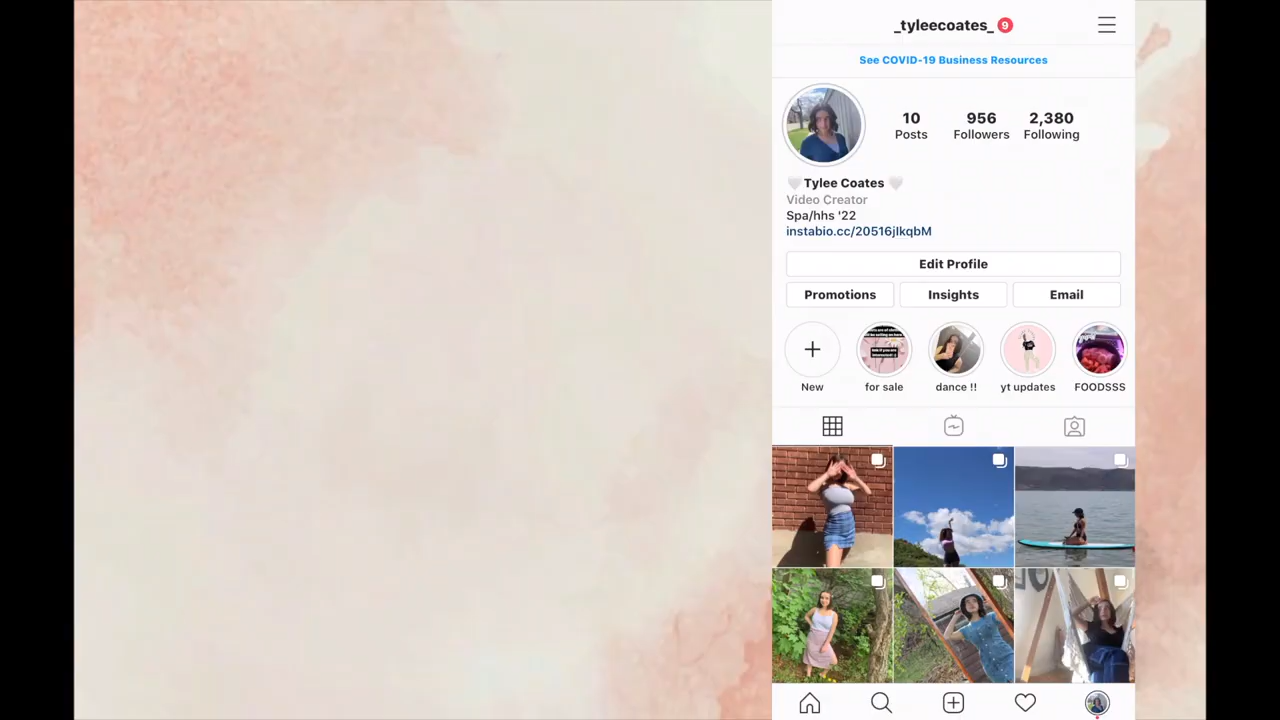 _tyleecoates_ 9
See COVID-19 Business Resources
10 956 2,380
Posts Followers Following
🤍Tylee Coates 🤍
Video Creator
Spa/hhs '22
instabio.cc/20516jlkqbM
Edit Profile
Promotions Insights Email
New for sale dance !! yt updates FOODSSS